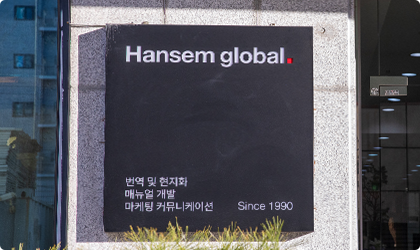 Hansem global.
번역 및 현지화
매뉴얼 개발
마케팅 커뮤니케이션 Since 1990